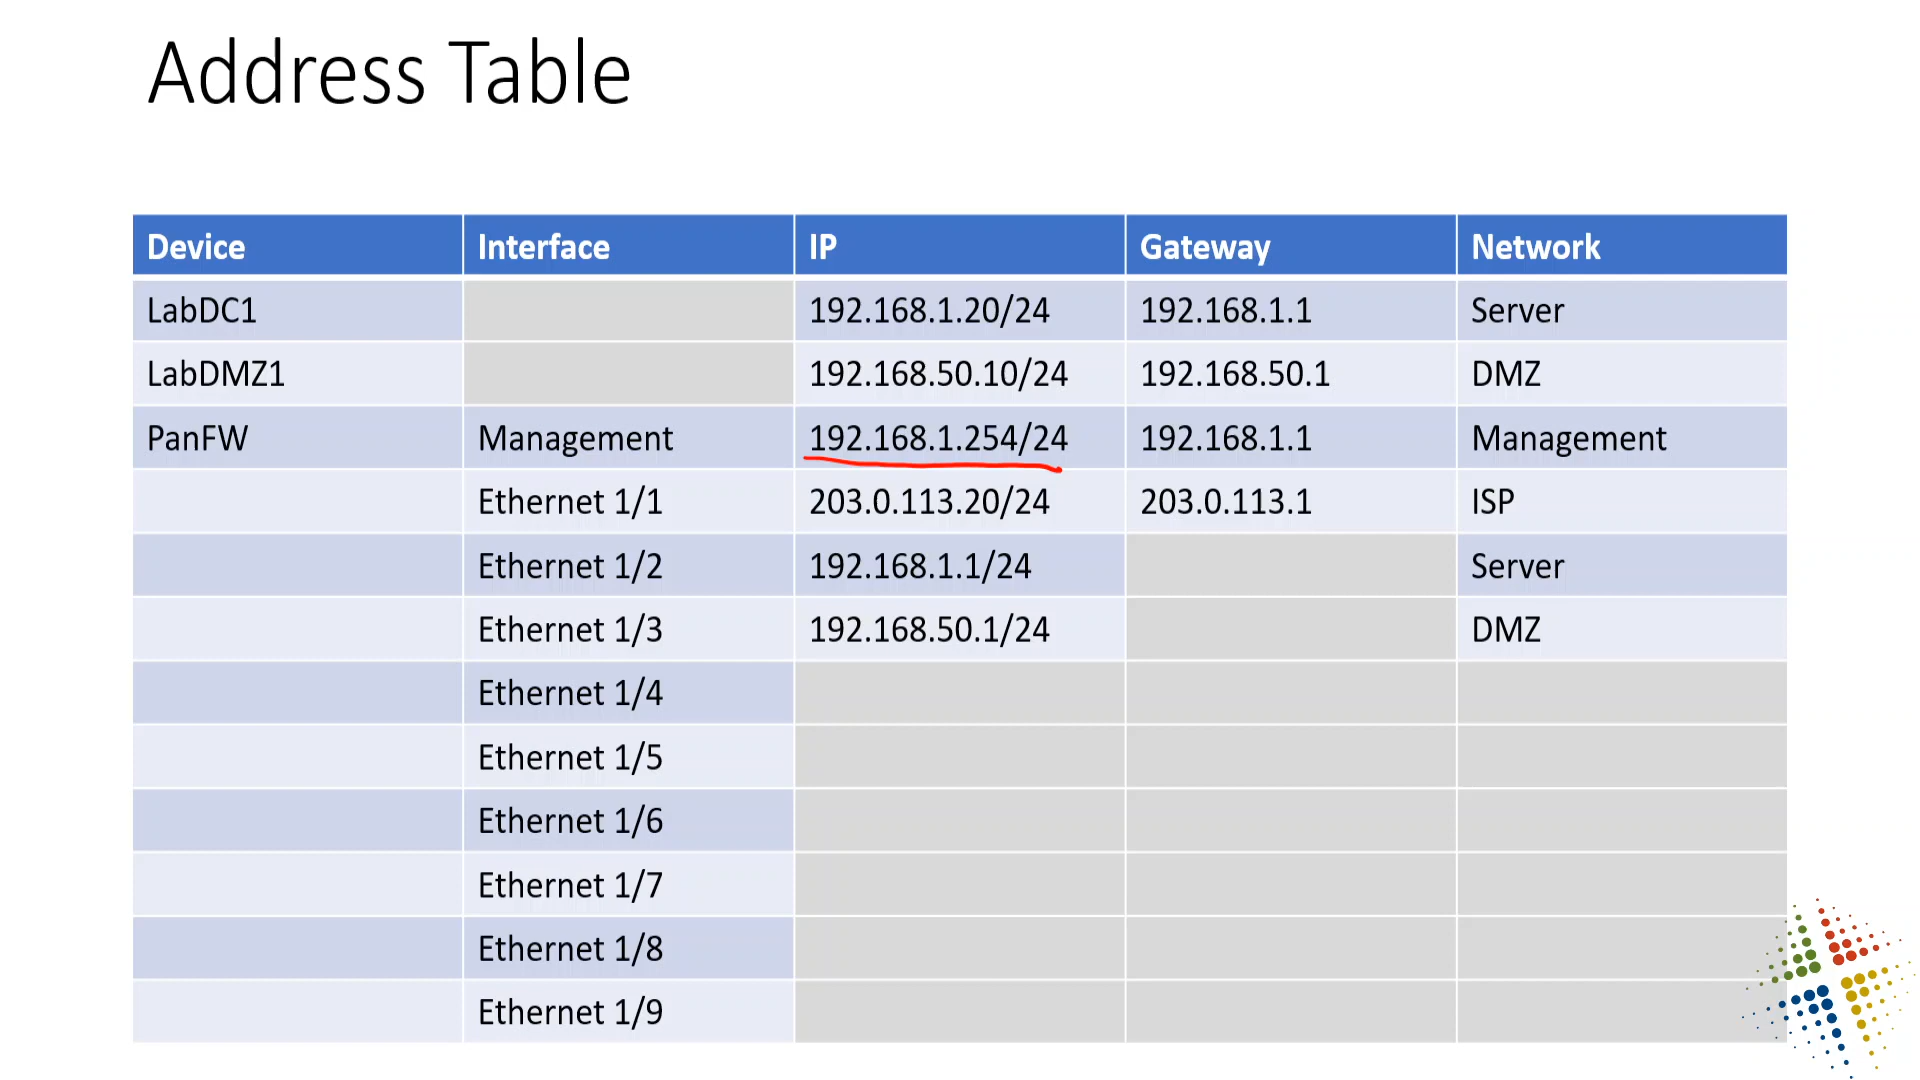 Address Table
Device Interface IP Gateway Network
LabDC1 192.168.1.20/24 192.168.1.1 Server
LabDMZ1 192.168.50.10/24 192.168.50.1 DMZ
PanFW Management 192.168.1.254/24 192.168.1.1 Management
Ethernet 1/1 203.0.113.20/24 203.0.113.1 ISP
Ethernet 1/2 192.168.1.1/24 Server
Ethernet 1/3 192.168.50.1/24 DMZ
Ethernet 1/4
Ethernet 1/5
Ethernet 1/6
Ethernet 1/7
Ethernet 1/8
Ethernet 1/9